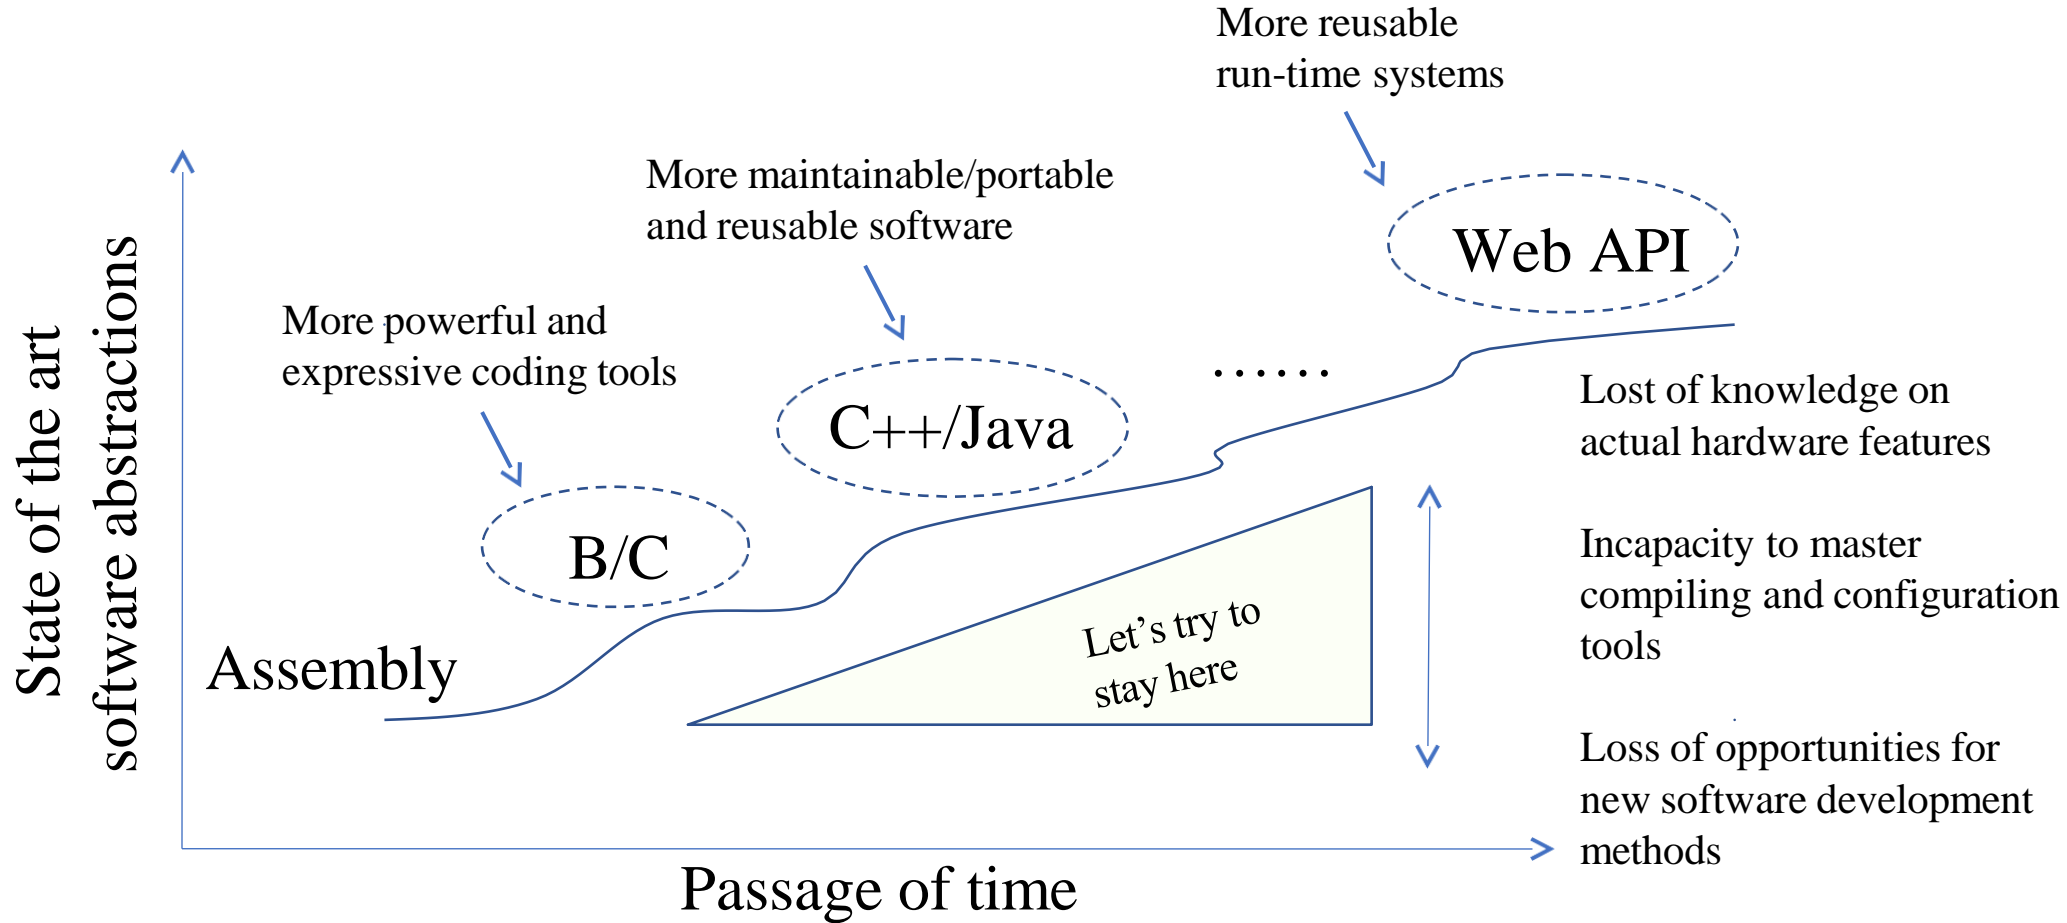 More reusable
run-time systems
More maintainable/portable
and reusable software
Web API
More powerful and
expressive coding tools
......
C++/Java
Lost of knowledge on
actual hardware features
B/C
Incapacity to master
compiling and configuration
tools
Let's try to
stay here
Assembly
Loss of opportunities for
new software development
methods
State of the art
software abstractions
Passage of time